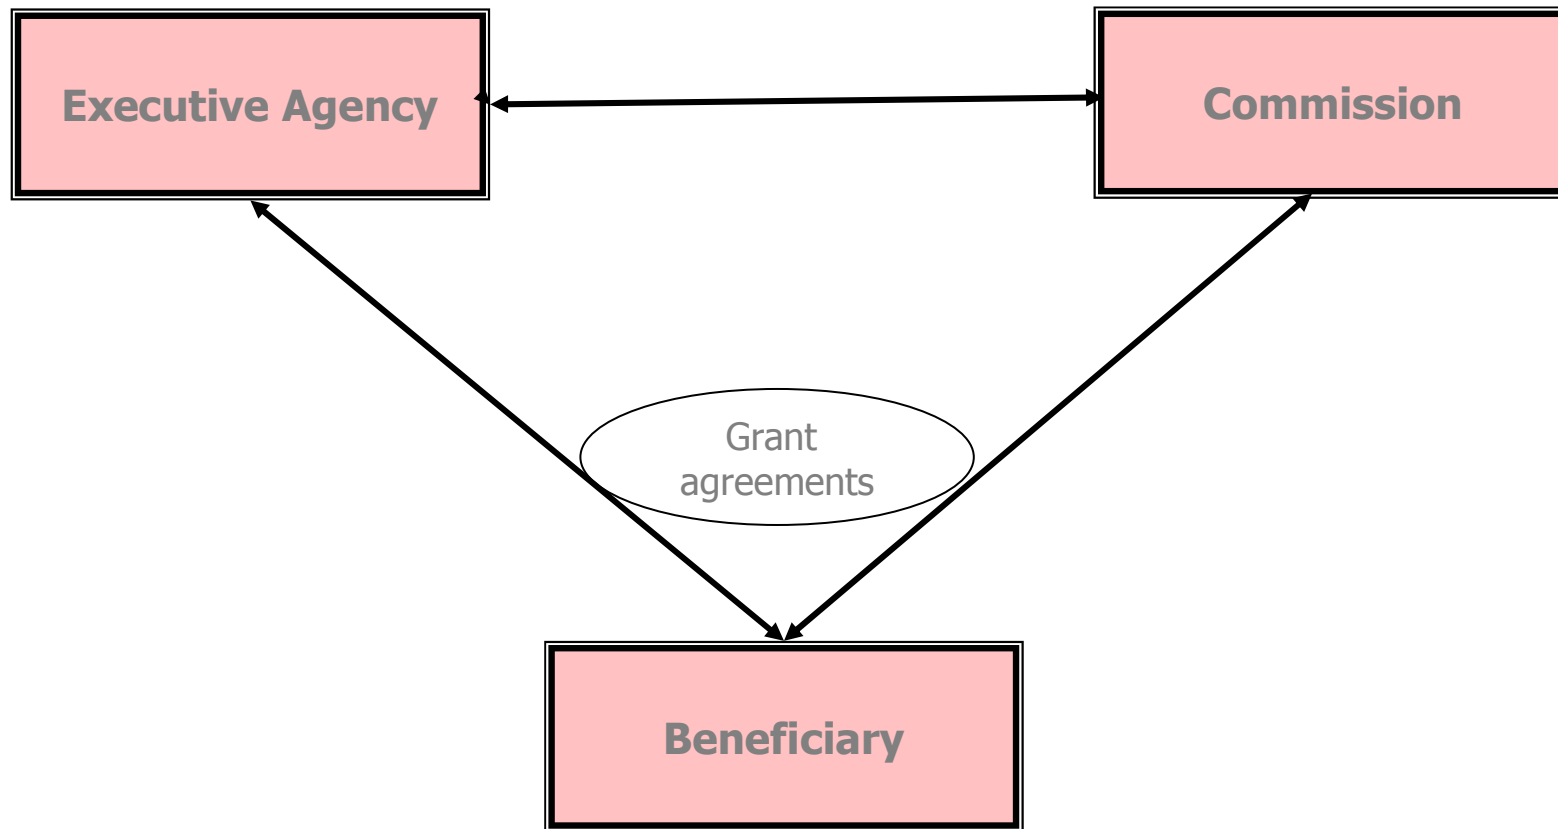 Executive Agency
Commission
Grant
agreements
Beneficiary